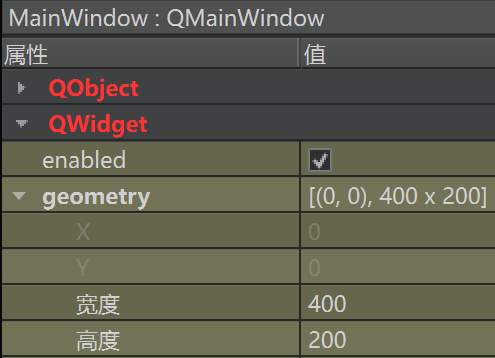 MainWindow : QMainWindow
属性 值
QObject
QWidget
enabled
geometry [(0, 0), 400 x 200]
X 0
Y 0
宽度 400
高度 200